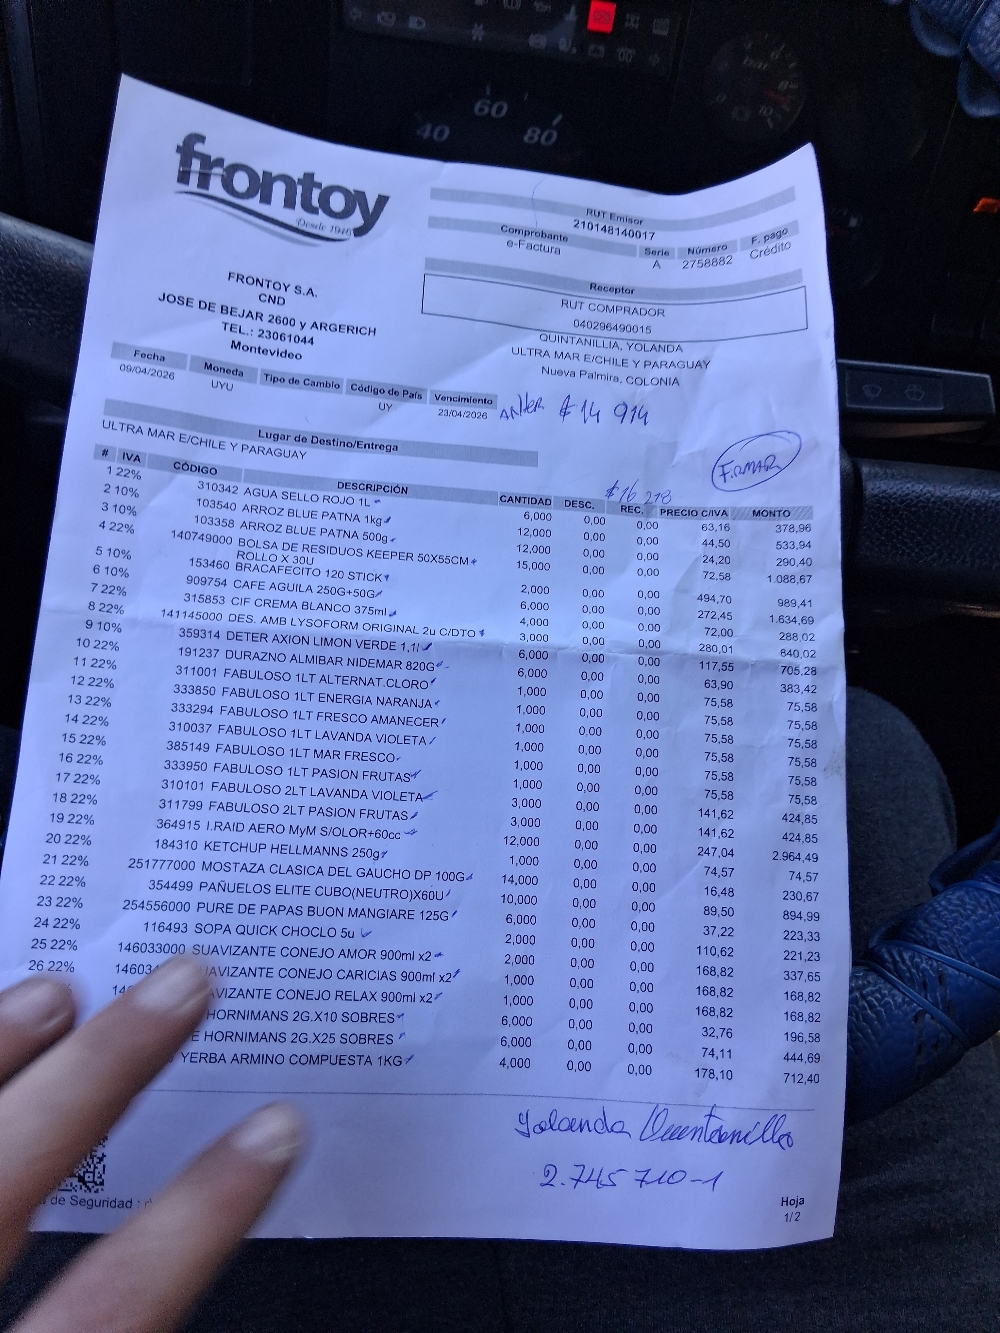 40 60 80
frontoy
Desde 1946
RUT Emisor
210148140017
Comprobante Serie Número F. pago
e-Factura A 2758882 Crédito
Receptor
RUT COMPRADOR
040296490015
QUINTANILLIA, YOLANDA
ULTRA MAR E/CHILE Y PARAGUAY
Nueva Palmira, COLONIA
FRONTOY S.A.
CND
JOSE DE BEJAR 2600 y ARGERICH
TEL.: 23061044
Montevideo
Fecha Moneda Tipo de Cambio Código de País Vencimiento
09/04/2026 UYU UY 23/04/2026
$ 14 914
FIRMAR
Lugar de Destino/Entrega
ULTRA MAR E/CHILE Y PARAGUAY
$16 218
# IVA CÓDIGO DESCRIPCIÓN CANTIDAD DESC. REC. PRECIO C/IVA MONTO
1 22% 310342 AGUA SELLO ROJO 1L 6,000 0,00 0,00 63,16 378,96
2 10% 103540 ARROZ BLUE PATNA 1kg 12,000 0,00 0,00 44,50 533,94
3 10% 103358 ARROZ BLUE PATNA 500g 12,000 0,00 0,00 24,20 290,40
4 22% 140749000 BOLSA DE RESIDUOS KEEPER 50X55CM 15,000 0,00 0,00 72,58 1.088,67
ROLLO X 30U
5 10% 153460 BRACAFECITO 120 STICK 2,000 0,00 0,00 494,70 989,41
6 10% 909754 CAFE AGUILA 250G+50G 6,000 0,00 0,00 272,45 1.634,69
7 22% 315853 CIF CREMA BLANCO 375ml 4,000 0,00 0,00 72,00 288,02
8 22% 141145000 DES. AMB LYSOFORM ORIGINAL 2u C/DTO 3,000 0,00 0,00 280,01 840,02
9 10% 359314 DETER AXION LIMON VERDE 1,1l 6,000 0,00 0,00 117,55 705,28
10 22% 191237 DURAZNO ALMIBAR NIDEMAR 820G 6,000 0,00 0,00 63,90 383,42
11 22% 311001 FABULOSO 1LT ALTERNAT.CLORO 1,000 0,00 0,00 75,58 75,58
12 22% 333850 FABULOSO 1LT ENERGIA NARANJA 1,000 0,00 0,00 75,58 75,58
13 22% 333294 FABULOSO 1LT FRESCO AMANECER 1,000 0,00 0,00 75,58 75,58
14 22% 310037 FABULOSO 1LT LAVANDA VIOLETA 1,000 0,00 0,00 75,58 75,58
15 22% 385149 FABULOSO 1LT MAR FRESCO 1,000 0,00 0,00 75,58 75,58
16 22% 333950 FABULOSO 1LT PASION FRUTAS 1,000 0,00 0,00 75,58 75,58
17 22% 310101 FABULOSO 2LT LAVANDA VIOLETA 3,000 0,00 0,00 141,62 424,85
18 22% 311799 FABULOSO 2LT PASION FRUTAS 3,000 0,00 0,00 141,62 424,85
19 22% 364915 I.RAID AERO MyM S/OLOR+60cc 12,000 0,00 0,00 247,04 2.964,49
20 22% 184310 KETCHUP HELLMANNS 250g 1,000 0,00 0,00 74,57 74,57
21 22% 251777000 MOSTAZA CLASICA DEL GAUCHO DP 100G 14,000 0,00 0,00 16,48 230,67
22 22% 354499 PAÑUELOS ELITE CUBO(NEUTRO)X60U 10,000 0,00 0,00 89,50 894,99
23 22% 254556000 PURE DE PAPAS BUON MANGIARE 125G 6,000 0,00 0,00 37,22 223,33
24 22% 116493 SOPA QUICK CHOCLO 5u 2,000 0,00 0,00 110,62 221,23
25 22% 146033000 SUAVIZANTE CONEJO AMOR 900ml x2 2,000 0,00 0,00 168,82 337,65
26 22% 14603 AVIZANTE CONEJO CARICIAS 900ml x2 1,000 0,00 0,00 168,82 168,82
AVIZANTE CONEJO RELAX 900ml x2 1,000 0,00 0,00 168,82 168,82
HORNIMANS 2G.X10 SOBRES 6,000 0,00 0,00 32,76 196,58
E HORNIMANS 2G.X25 SOBRES 6,000 0,00 0,00 74,11 444,69
YERBA ARMINO COMPUESTA 1KG 4,000 0,00 0,00 178,10 712,40
Yolanda Quintanilla
2.745 710-1
de Seguridad :
Hoja
1/2